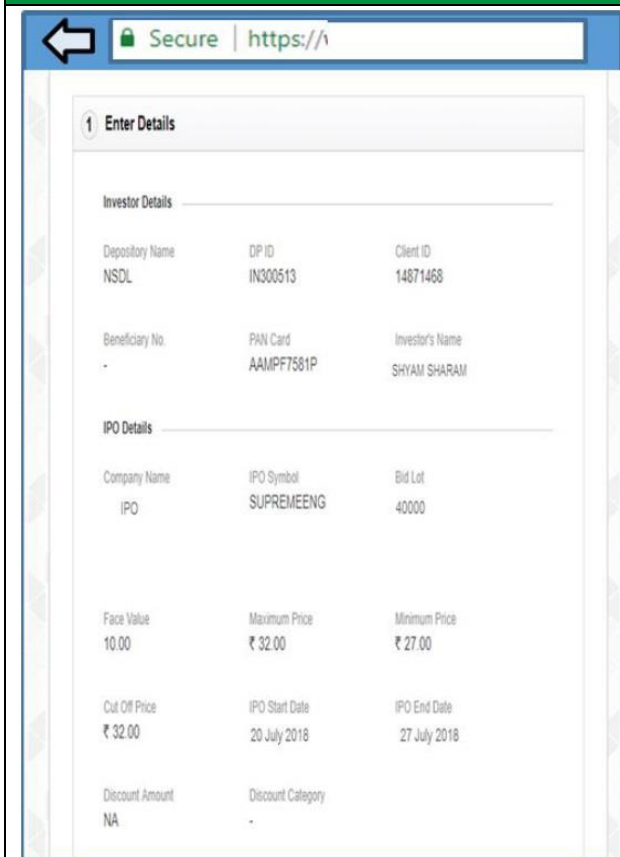 Secure | https://
1 Enter Details
Investor Details
Depository Name DP ID Client ID
NSDL IN300513 14871468
Beneficiary No. PAN Card Investor's Name
- AAMPF7581P SHYAM SHARAM
IPO Details
Company Name IPO Symbol Bid Lot
IPO SUPREMEENG 40000
Face Value Maximum Price Minimum Price
10.00 ₹ 32.00 ₹ 27.00
Cut Off Price IPO Start Date IPO End Date
₹ 32.00 20 July 2018 27 July 2018
Discount Amount Discount Category
NA -